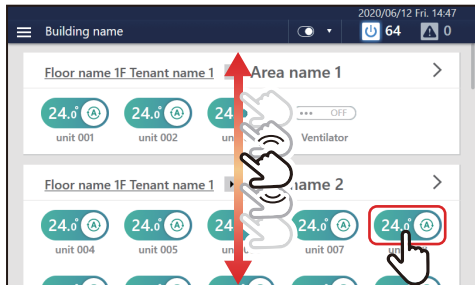 2020/06/12 Fri. 14:47
Building name 64 0
Floor name 1F Tenant name 1 Area name 1
24.0° 24.0° 24 OFF
unit 001 unit 002 Ventilator
Floor name 1F Tenant name 1 name 2
24.0° 24.0° 24 24.0° 24.0°
unit 004 unit 005 unit 007